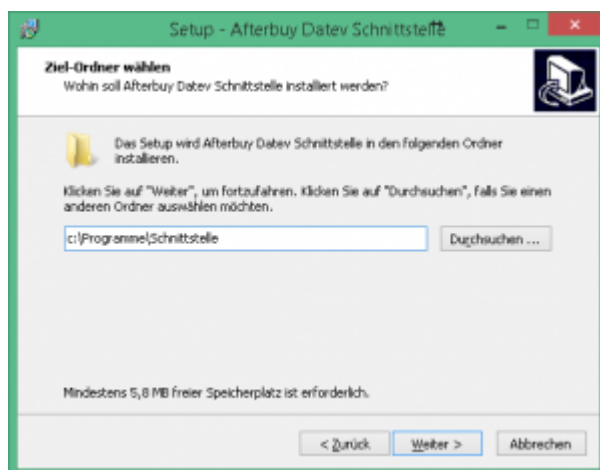 Setup - Afterbuy Datev Schnittstelle
Ziel-Ordner wählen
Wohin soll Afterbuy Datev Schnittstelle installiert werden?
Das Setup wird Afterbuy Datev Schnittstelle in den folgenden Ordner
installieren.
Klicken Sie auf "Weiter", um fortzufahren. Klicken Sie auf "Durchsuchen", falls Sie einen
anderen Ordner auswählen möchten.
c:\Programme\Schnittstelle
Durchsuchen ...
Mindestens 5,8 MB freier Speicherplatz ist erforderlich.
< Zurück
Weiter >
Abbrechen